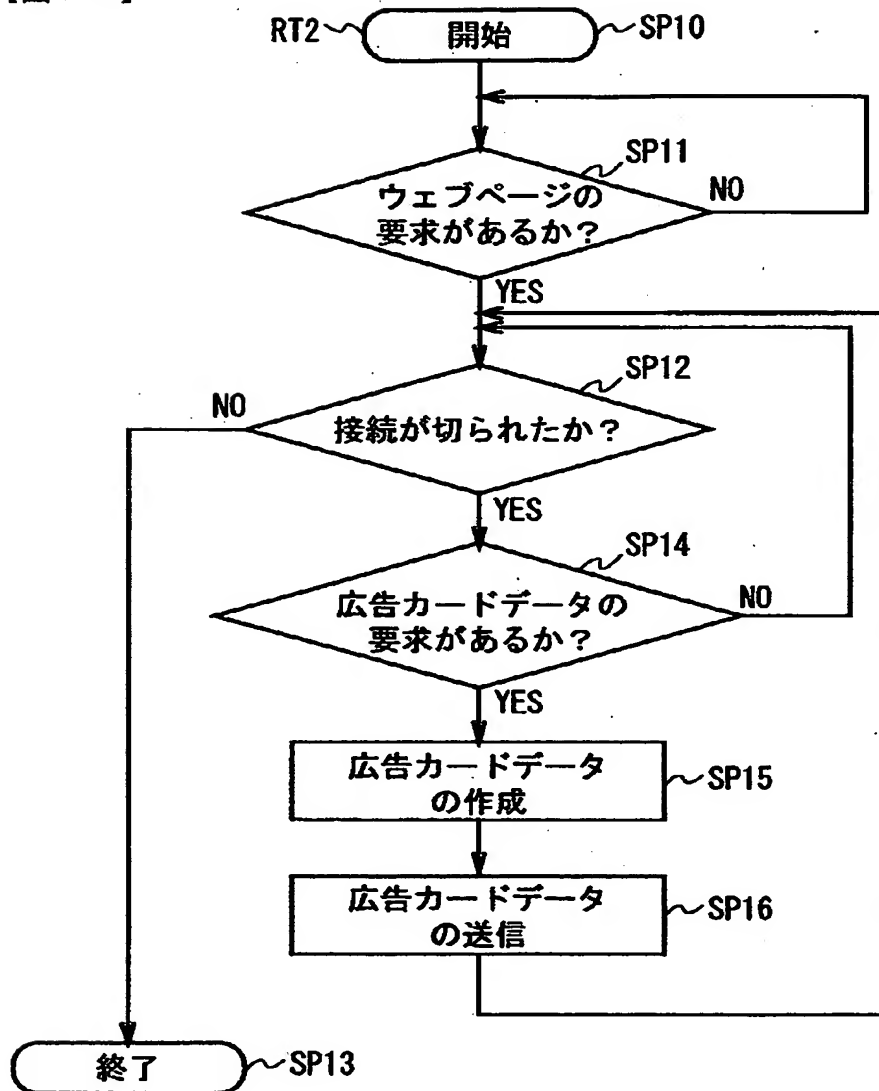 RT2
開始
SP10
SP11
ウェブページの
要求があるか?
NO
YES
SP12
NO
接続が切られたか?
YES
SP14
広告カードデータの
要求があるか?
NO
YES
広告カードデータ
の作成
SP15
広告カードデータ
の送信
SP16
終了
SP13